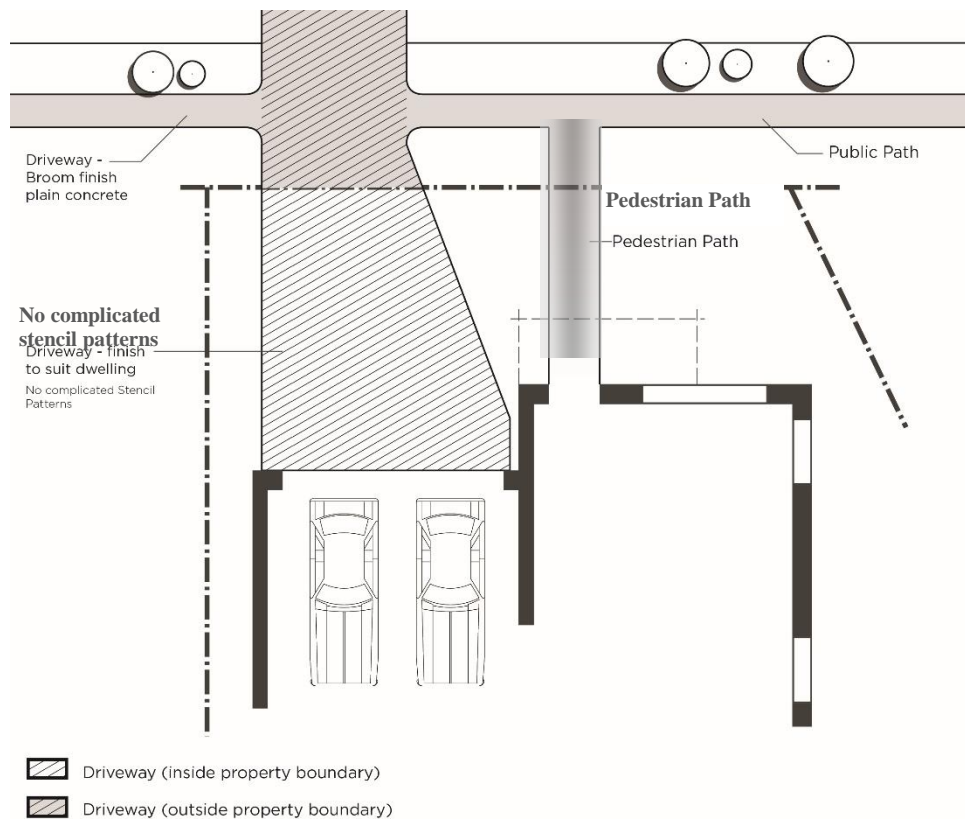 Driveway -
Broom finish
plain concrete
Public Path
Pedestrian Path
Pedestrian Path
No complicated
stencil patterns
Driveway - finish
to suit dwelling
No complicated Stencil
Patterns
Driveway (inside property boundary)
Driveway (outside property boundary)